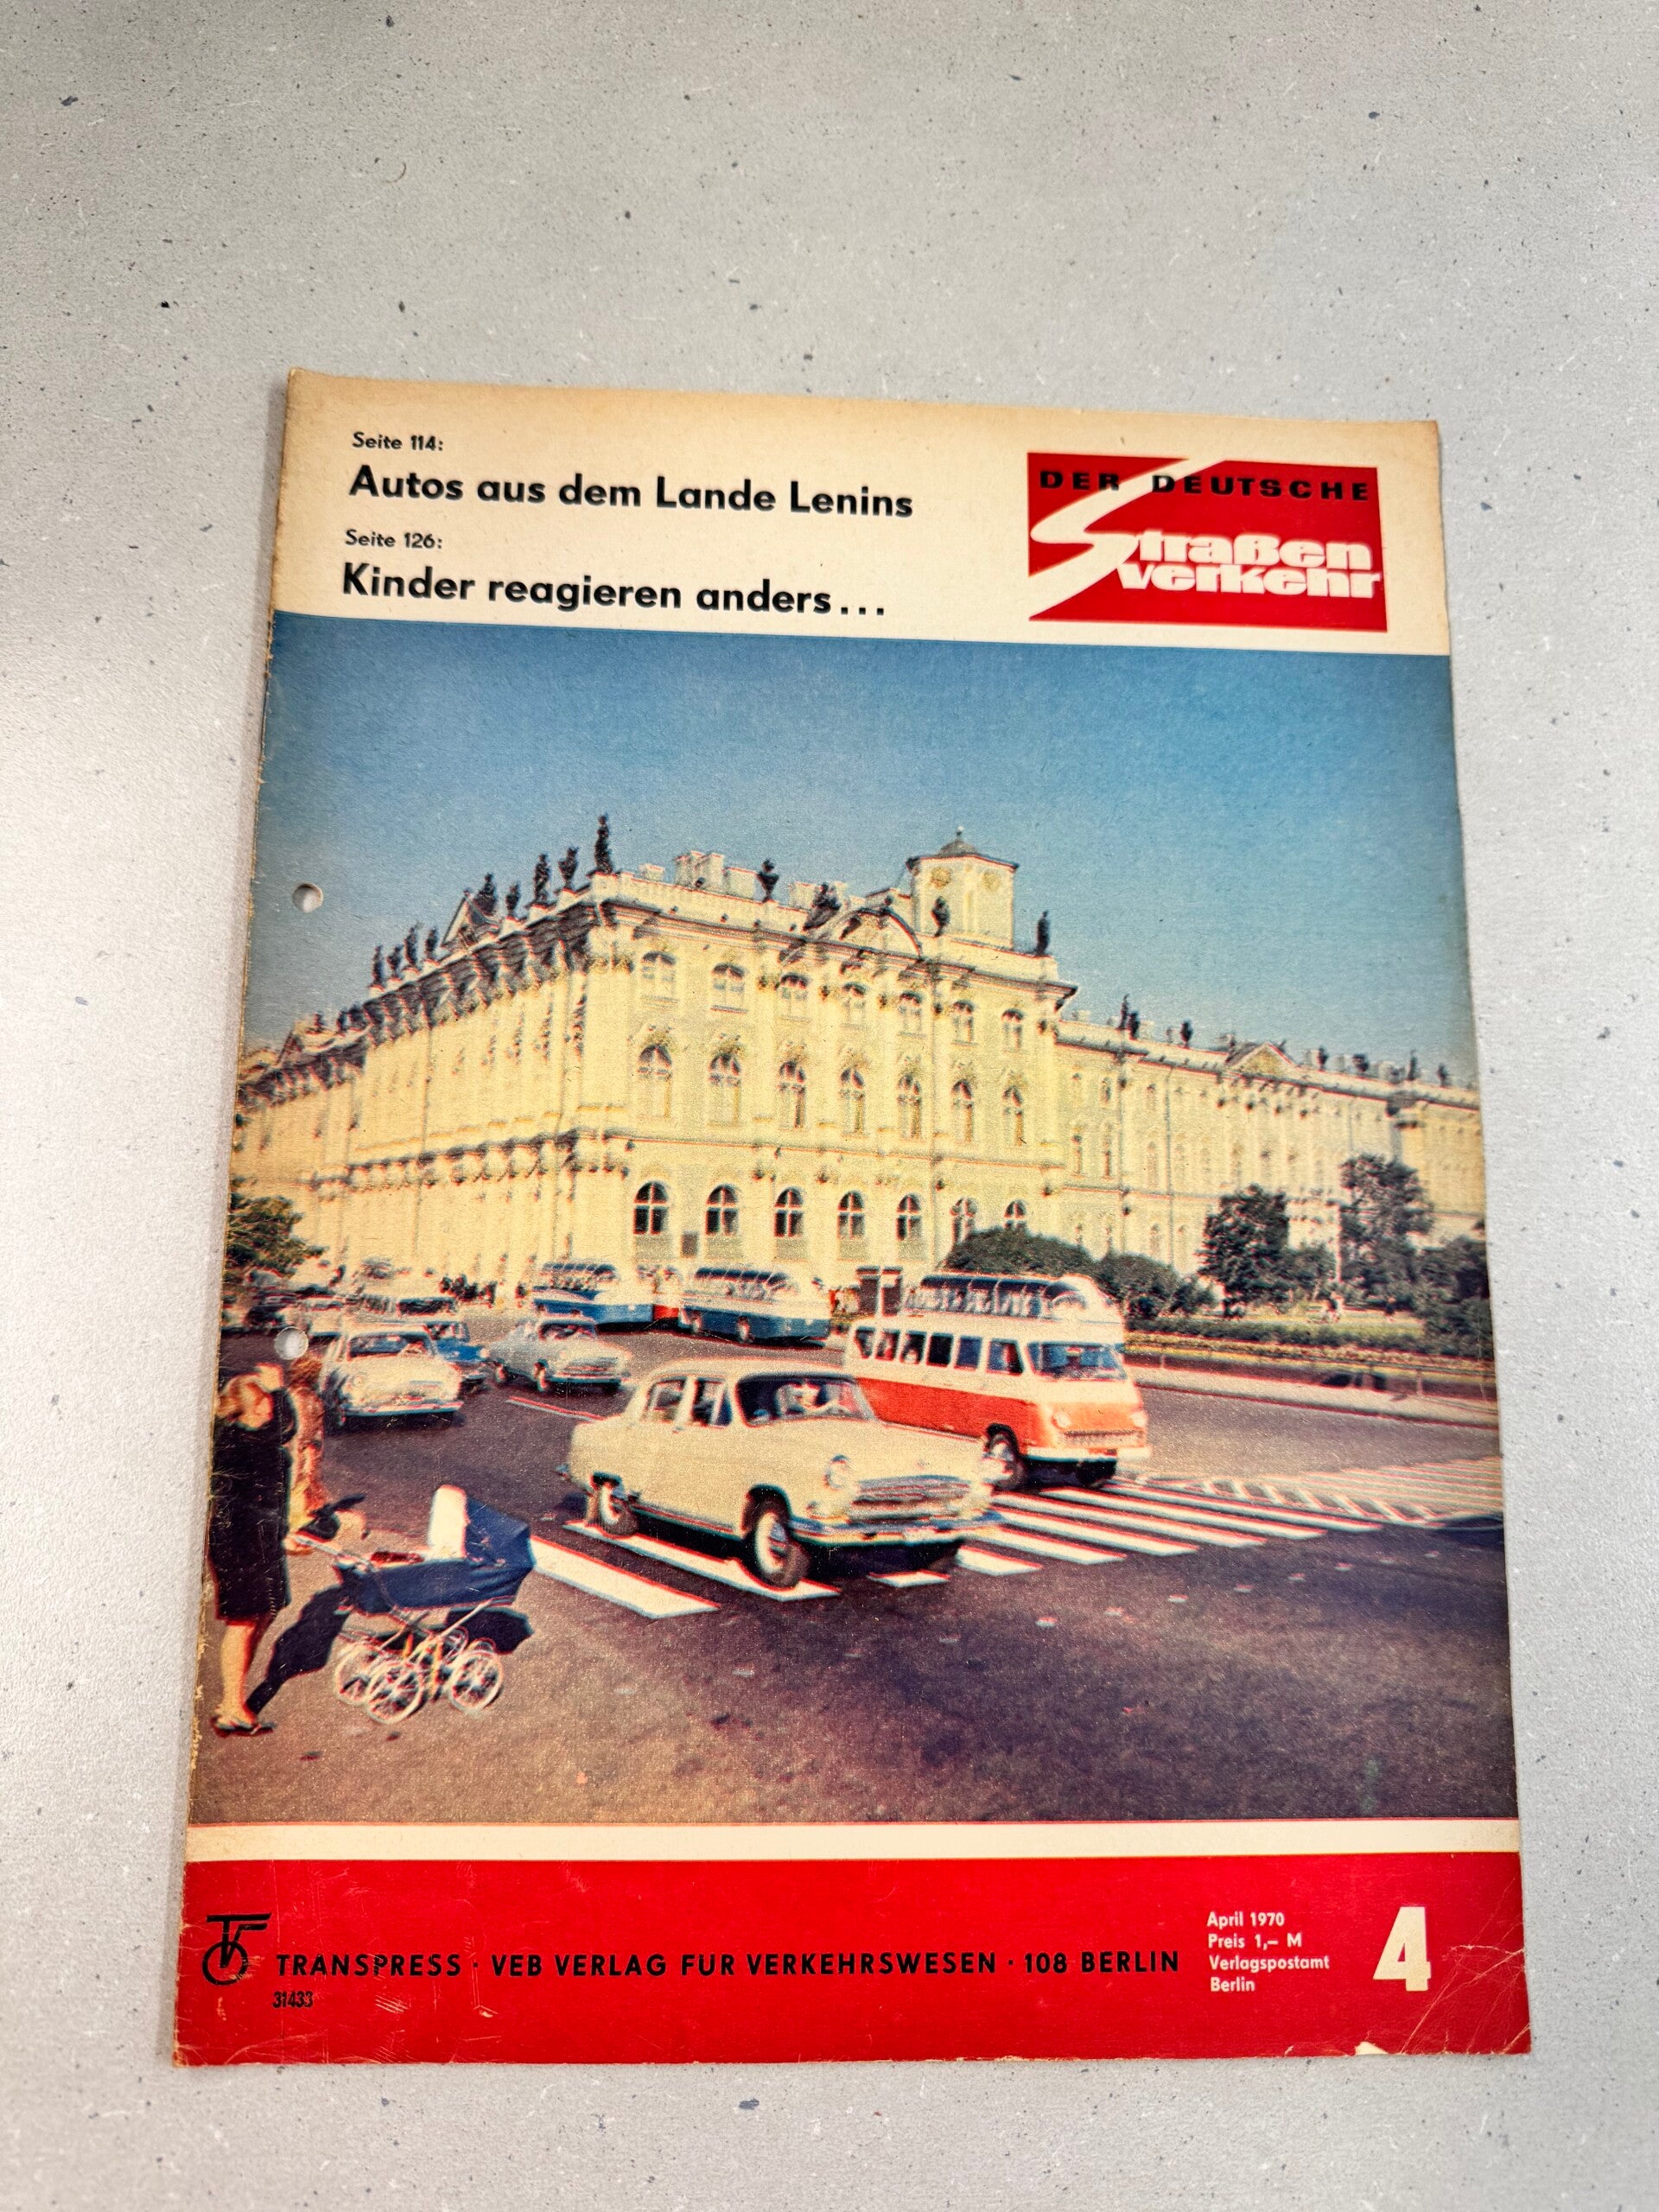 Seite 114:
Autos aus dem Lande Lenins
Seite 126:
Kinder reagieren anders...
DER DEUTSCHE
Straßen
verkehr
TRANSPRESS · VEB VERLAG FUR VERKEHRSWESEN · 108 BERLIN
31433
April 1970
Preis 1,– M
Verlagspostamt
Berlin
4